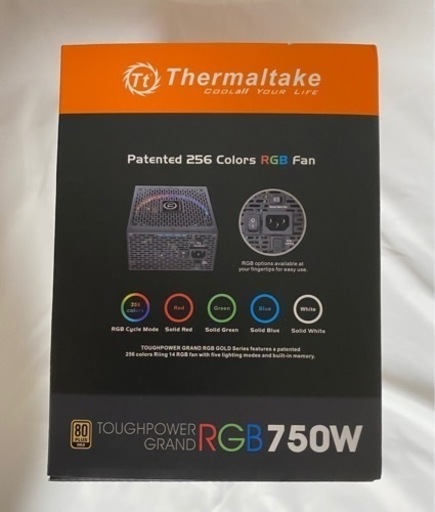 Tt Thermaltake
COOLall YOUR LIFE
Patented 256 Colors RGB Fan
RGB options available at
your fingertips for easy use.
256
colors
Red
Green
Blue
White
RGB Cycle Mode
Solid Red
Solid Green
Solid Blue
Solid White
TOUGHPOWER GRAND RGB GOLD Series features a patented
256 colors Riing 14 RGB fan with five lighting modes and built-in memory.
80
PLUS
GOLD
TOUGHPOWER
GRAND
RGB 750W